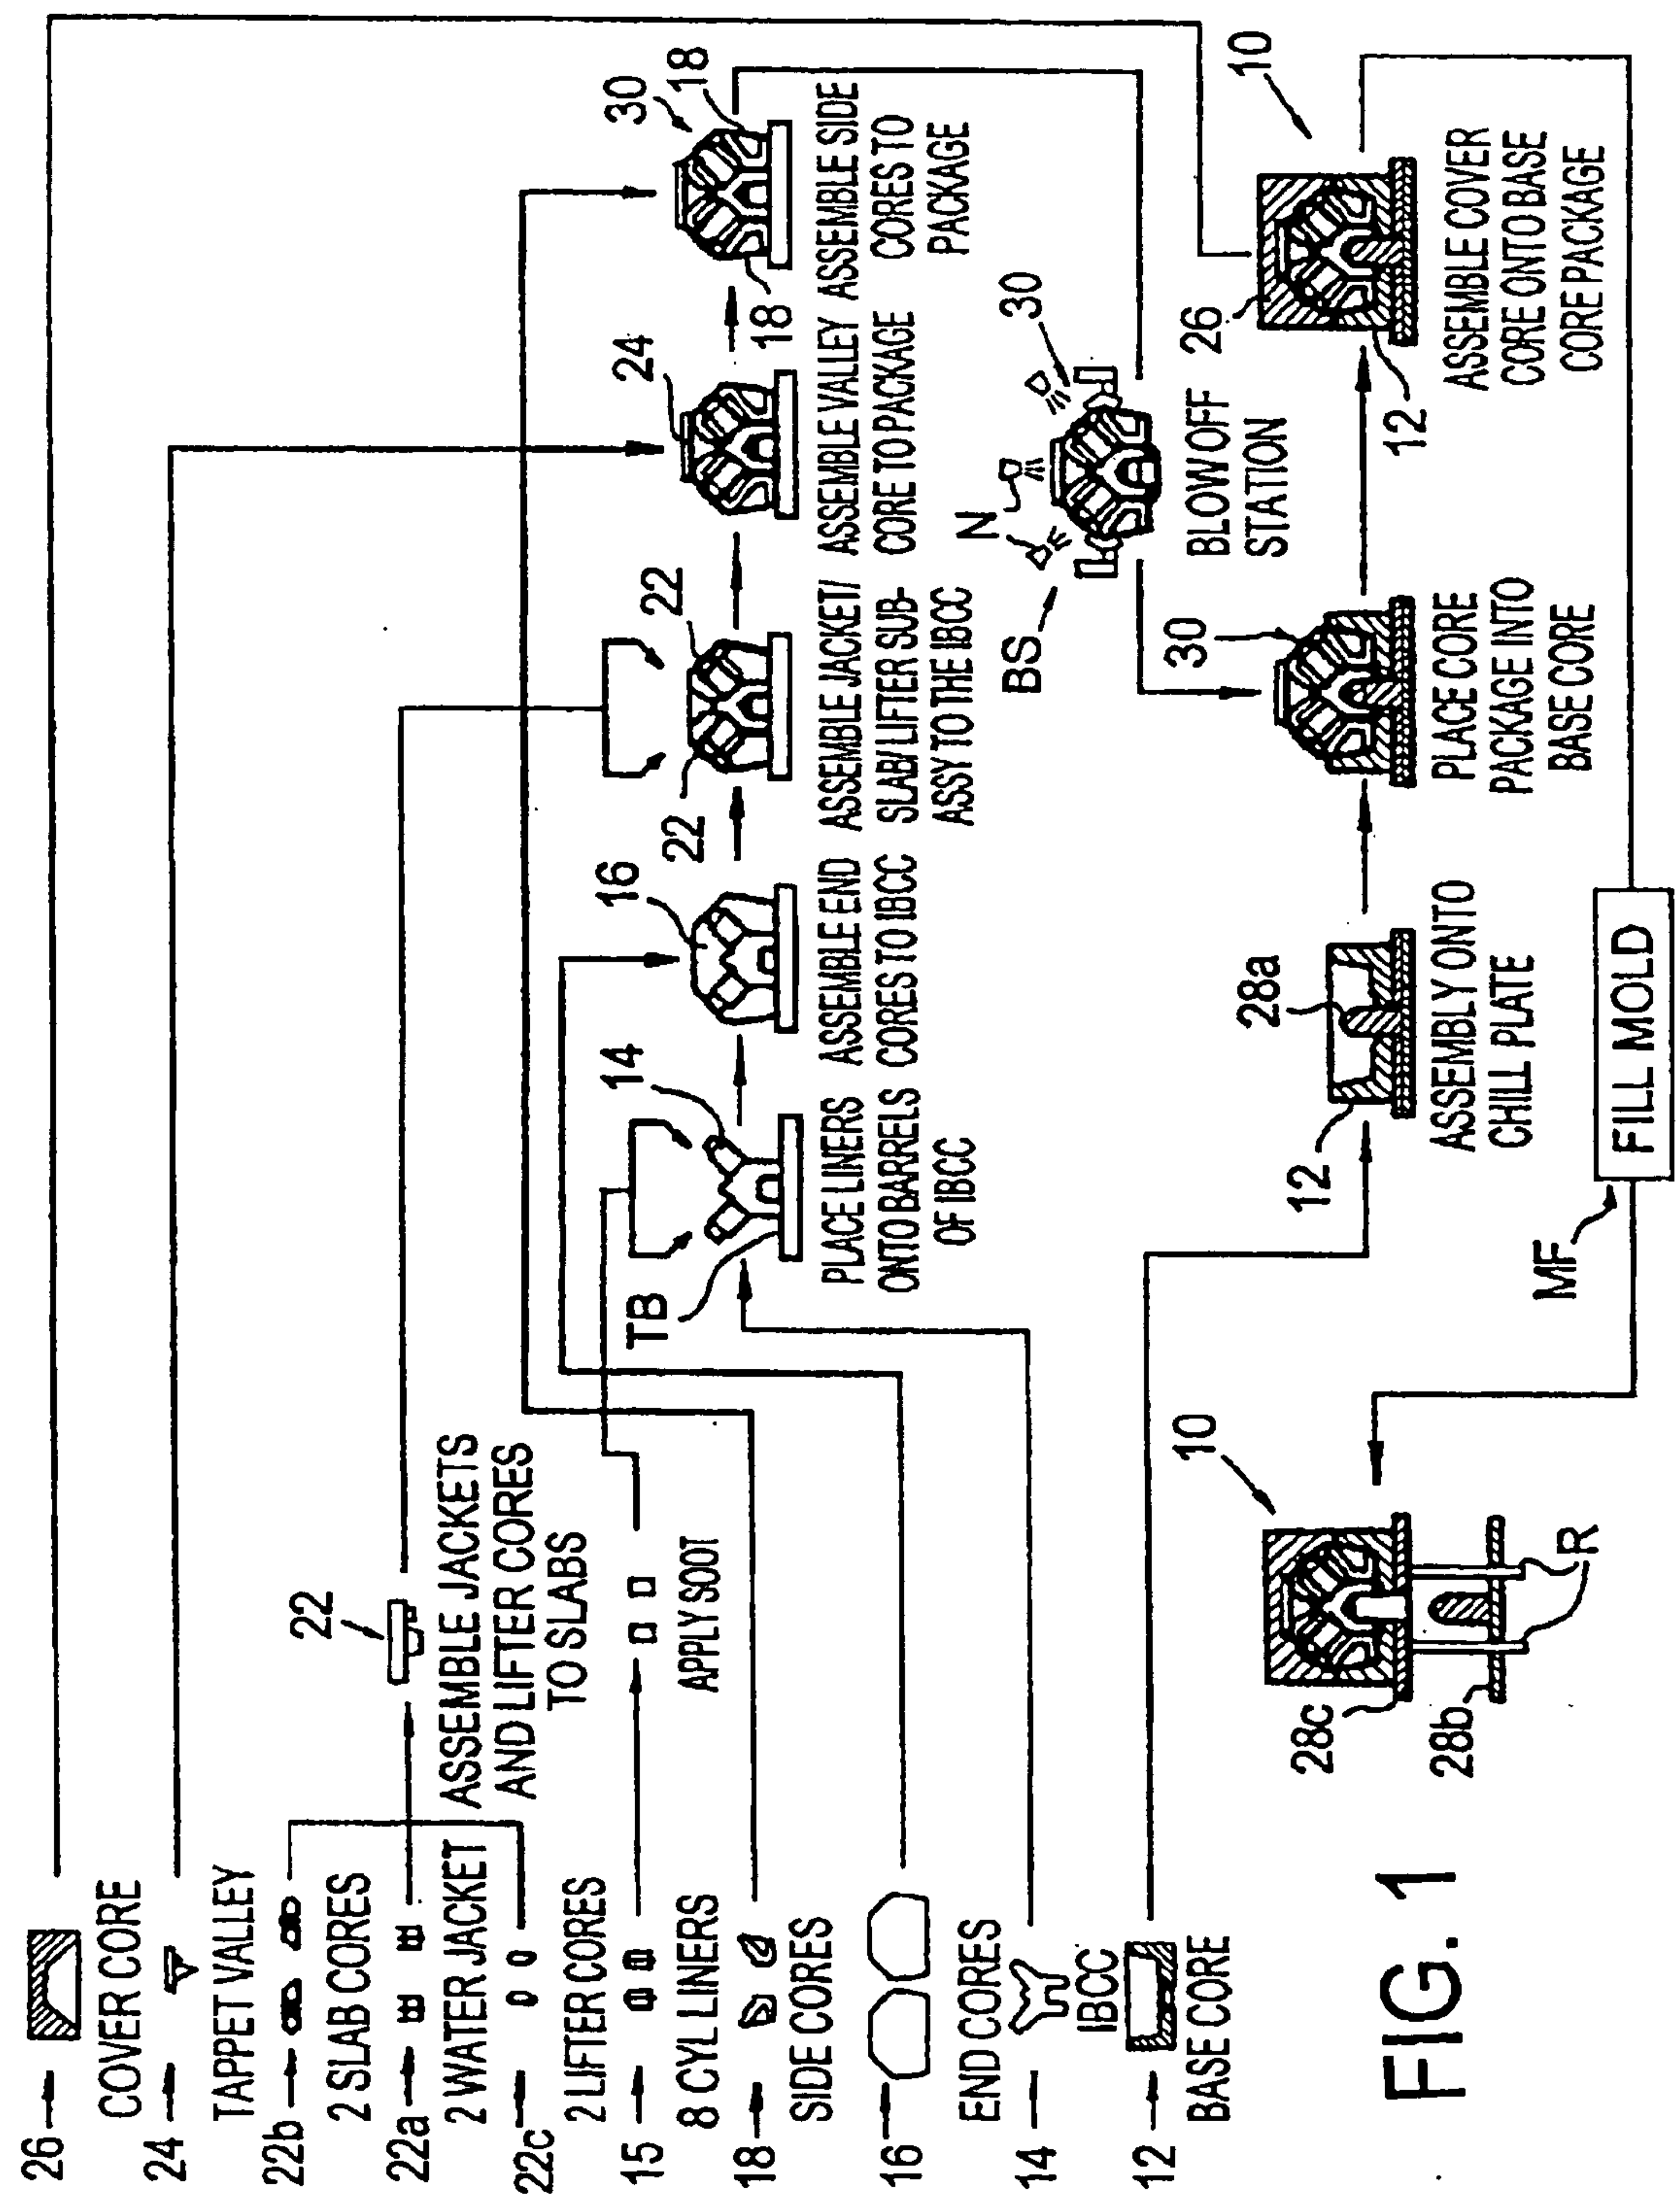 26
COVER CORE
24
TAPPET VALLEY
22b
2 SLAB CORES
22a
2 WATER JACKET
22c
2 LIFTER CORES
15
8 CYL LINERS
18
SIDE CORES
16
END CORES
14
IBCC
12
BASE CORE
22
ASSEMBLE JACKETS
AND LIFTER CORES
TO SLABS
APPLY SOOT
TB
14
PLACE LINERS
ONTO BARRELS
OF IBCC
16
ASSEMBLE END
CORES TO IBCC
22
22
ASSEMBLE JACKET/
SLAB/LIFTER SUB-
ASSY TO THE IBCC
24
ASSEMBLE VALLEY
CORE TO PACKAGE
30
18
18
ASSEMBLE SIDE
CORES TO
PACKAGE
BS
N
30
BLOW OFF
STATION
12
28a
ASSEMBLY ONTO
CHILL PLATE
30
PLACE CORE
PACKAGE INTO
BASE CORE
26
10
12
ASSEMBLE COVER
CORE ONTO BASE
CORE PACKAGE
MF
FILL MOLD
10
28c
28b
R
FIG. 1